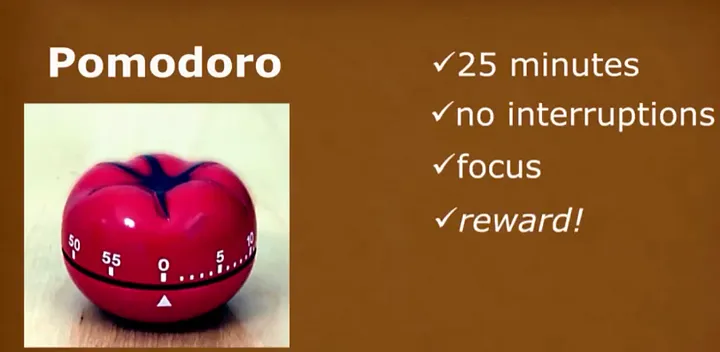 Pomodoro
✓25 minutes
✓no interruptions
✓focus
✓reward!
50 55 0 5 10